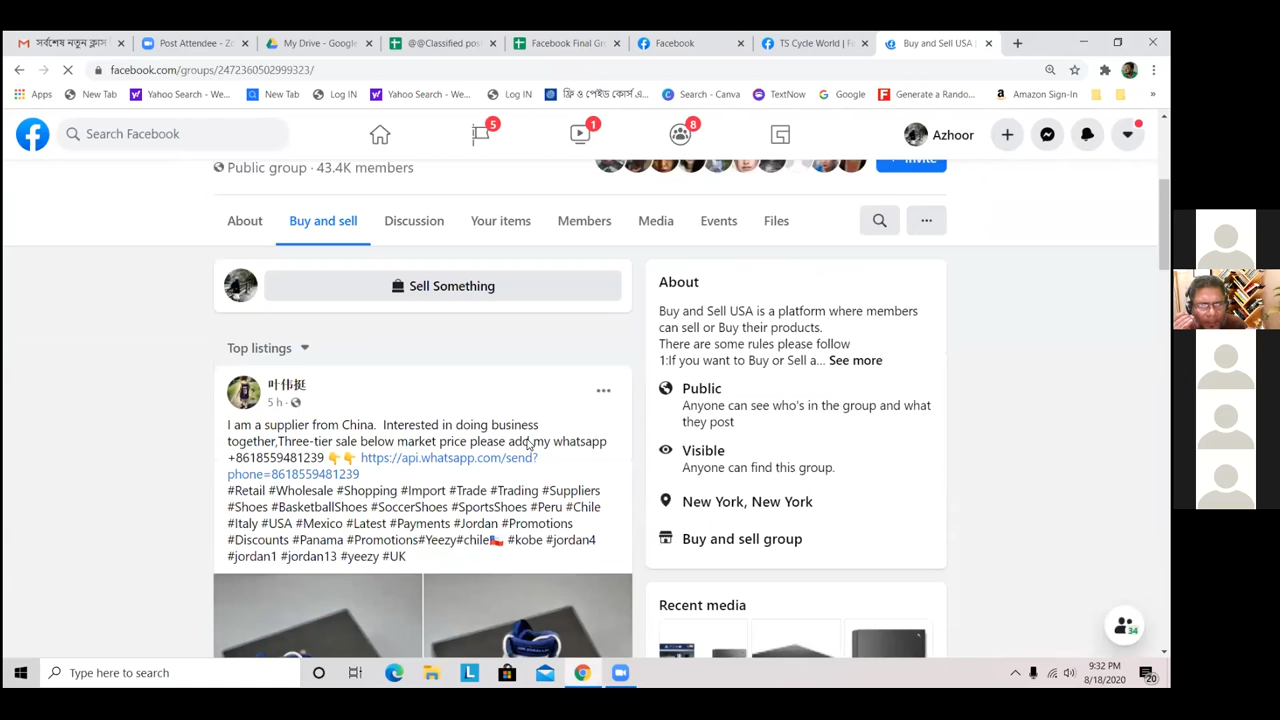 সর্বশেষ নতুন ক্লাস
Post Attendee - Zo
My Drive - Google
@@Classified post
Facebook Final Gr
Facebook
TS Cycle World | F
Buy and Sell USA |
facebook.com/groups/2472360502999323/
Apps
New Tab
Yahoo Search - We...
New Tab
Log IN
Yahoo Search - We...
Log IN
ফ্রি ও পেইড কোর্স এ...
Search - Canva
TextNow
Google
Generate a Rando...
Amazon Sign-In
Search Facebook
5
1
8
Azhoor
Public group · 43.4K members
Invite
About
Buy and sell
Discussion
Your items
Members
Media
Events
Files
Sell Something
Top listings
叶伟挺
5 h ·
I am a supplier from China. Interested in doing business
together,Three-tier sale below market price please add my whatsapp
+8618559481239 👇👇 https://api.whatsapp.com/send?
phone=8618559481239
#Retail #Wholesale #Shopping #Import #Trade #Trading #Suppliers
#Shoes #BasketballShoes #SoccerShoes #SportsShoes #Peru #Chile
#Italy #USA #Mexico #Latest #Payments #Jordan #Promotions
#Discounts #Panama #Promotions#Yeezy#chile🇨🇱 #kobe #jordan4
#jordan1 #jordan13 #yeezy #UK
About
Buy and Sell USA is a platform where members
can sell or Buy their products.
There are some rules please follow
1:If you want to Buy or Sell a... See more
Public
Anyone can see who's in the group and what
they post
Visible
Anyone can find this group.
New York, New York
Buy and sell group
Recent media
34
Type here to search
9:32 PM
8/18/2020
20